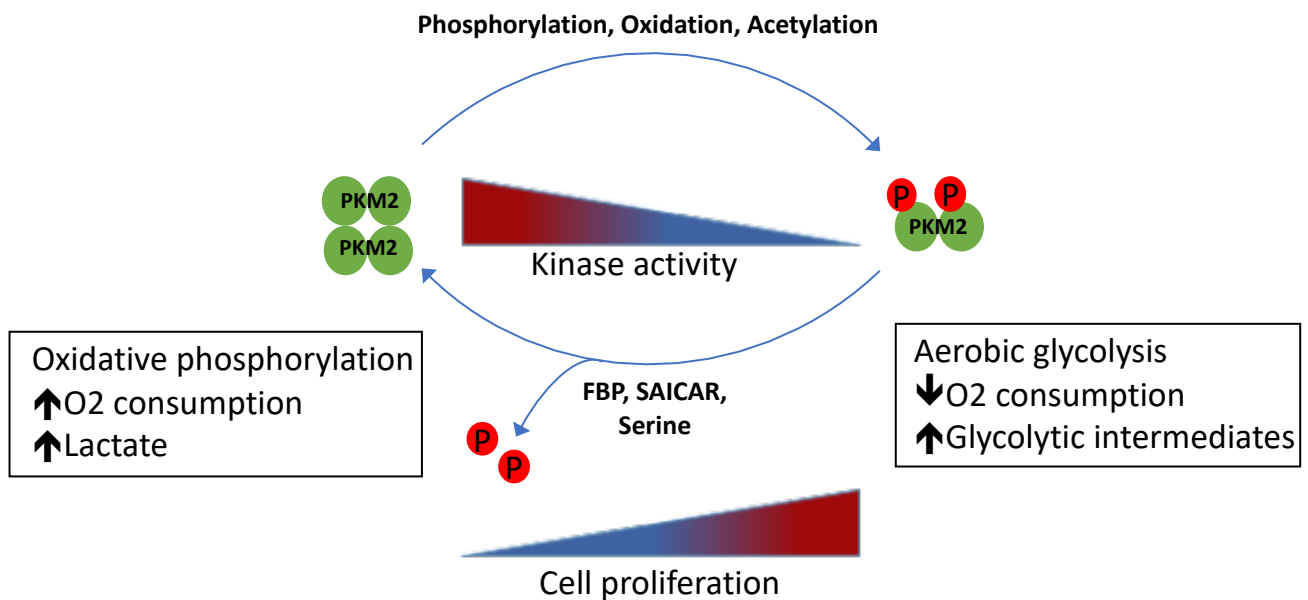 Phosphorylation, Oxidation, Acetylation
PKM2
PKM2
P
P
PKM2
Kinase activity
Oxidative phosphorylation
↑O2 consumption
↑Lactate
FBP, SAICAR,
Serine
P
P
Aerobic glycolysis
↓O2 consumption
↑Glycolytic intermediates
Cell proliferation